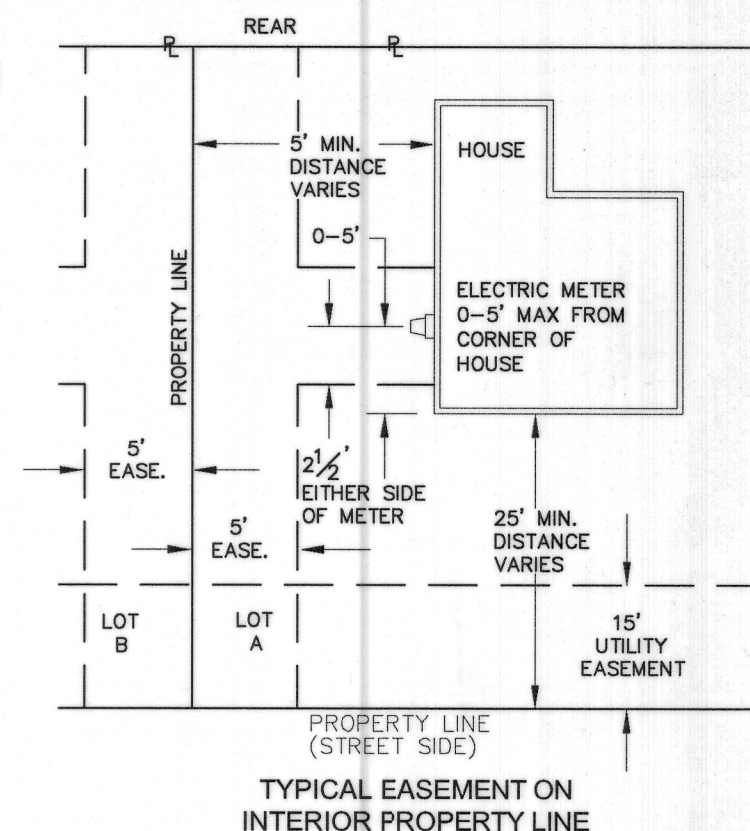 REAR
PL
PL
5' MIN.
DISTANCE
VARIES
HOUSE
0-5'
PROPERTY LINE
ELECTRIC METER
0-5' MAX FROM
CORNER OF
HOUSE
5'
EASE.
2 1/2'
EITHER SIDE
OF METER
5'
EASE.
25' MIN.
DISTANCE
VARIES
LOT
B
LOT
A
15'
UTILITY
EASEMENT
PROPERTY LINE
(STREET SIDE)
TYPICAL EASEMENT ON
INTERIOR PROPERTY LINE